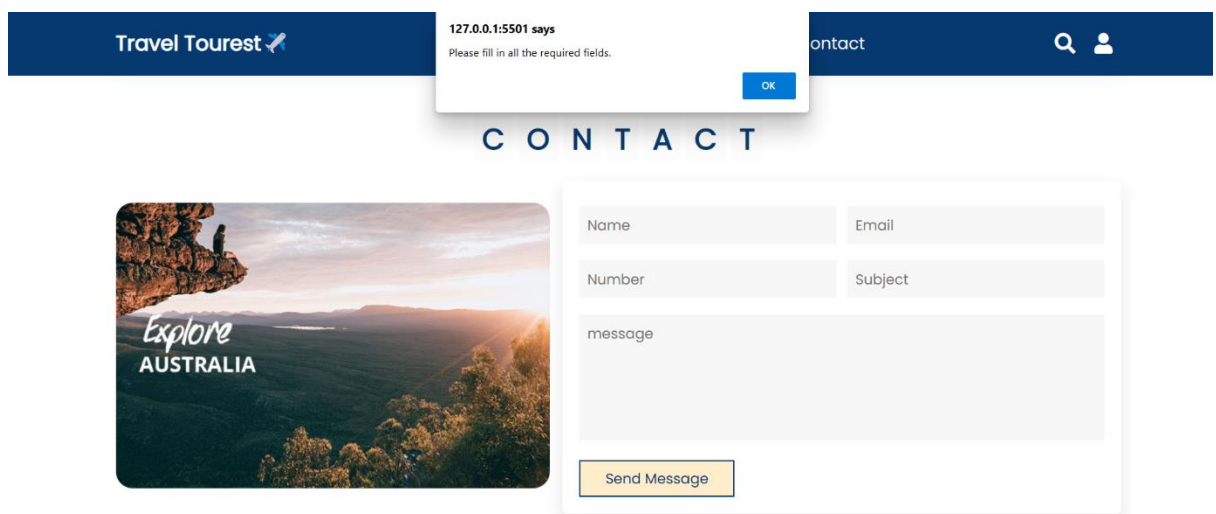 Travel Tourest
127.0.0.1:5501 says
Please fill in all the required fields.
OK
ontact
CONTACT
Name
Email
Number
Subject
message
Explore
AUSTRALIA
Send Message